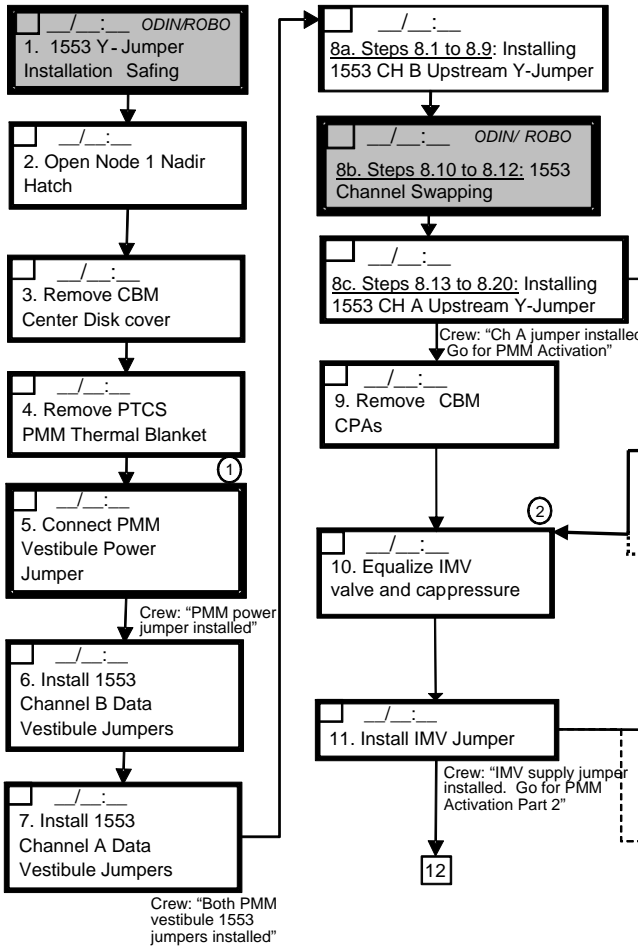 __/__:__ ODIN/ROBO
1. 1553 Y-Jumper
Installation Safing
__/__:__
2. Open Node 1 Nadir
Hatch
__/__:__
3. Remove CBM
Center Disk cover
__/__:__
4. Remove PTCS
PMM Thermal Blanket
1
__/__:__
5. Connect PMM
Vestibule Power
Jumper
Crew: “PMM power
jumper installed”
__/__:__
6. Install 1553
Channel B Data
Vestibule Jumpers
__/__:__
7. Install 1553
Channel A Data
Vestibule Jumpers
Crew: “Both PMM
vestibule 1553
jumpers installed”
__/__:__
8a. Steps 8.1 to 8.9: Installing
1553 CH B Upstream Y-Jumper
__/__:__ ODIN/ ROBO
8b. Steps 8.10 to 8.12: 1553
Channel Swapping
__/__:__
8c. Steps 8.13 to 8.20: Installing
1553 CH A Upstream Y-Jumper
Crew: “Ch A jumper installed
Go for PMM Activation”
__/__:__
9. Remove CBM
CPAs
2
__/__:__
10. Equalize IMV
valve and cappressure
__/__:__
11. Install IMV Jumper
Crew: “IMV supply jumper
installed. Go for PMM
Activation Part 2”
12